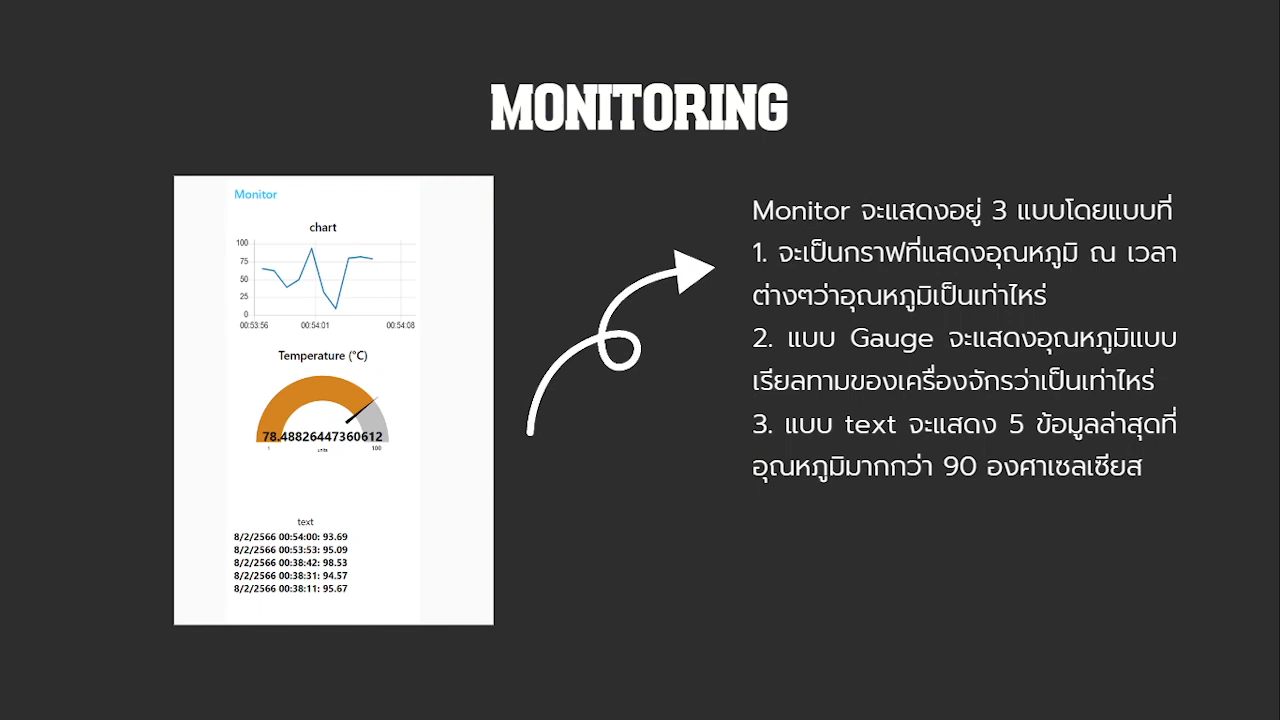 MONITORING
Monitor
chart
100
75
50
25
0
00:53:56 00:54:01 00:54:08
Temperature (°C)
78.48826447360612
1 units 100
text
8/2/2566 00:54:00: 93.69
8/2/2566 00:53:53: 95.09
8/2/2566 00:38:42: 98.53
8/2/2566 00:38:31: 94.57
8/2/2566 00:38:11: 95.67
Monitor จะแสดงอยู่ 3 แบบโดยแบบที่
1. จะเป็นกราฟที่แสดงอุณหภูมิ ณ เวลา
ต่างๆว่าอุณหภูมิเป็นเท่าไหร่
2. แบบ Gauge จะแสดงอุณหภูมิแบบ
เรียลทามของเครื่องจักรว่าเป็นเท่าไหร่
3. แบบ text จะแสดง 5 ข้อมูลล่าสุดที่
อุณหภูมิมากกว่า 90 องศาเซลเซียส